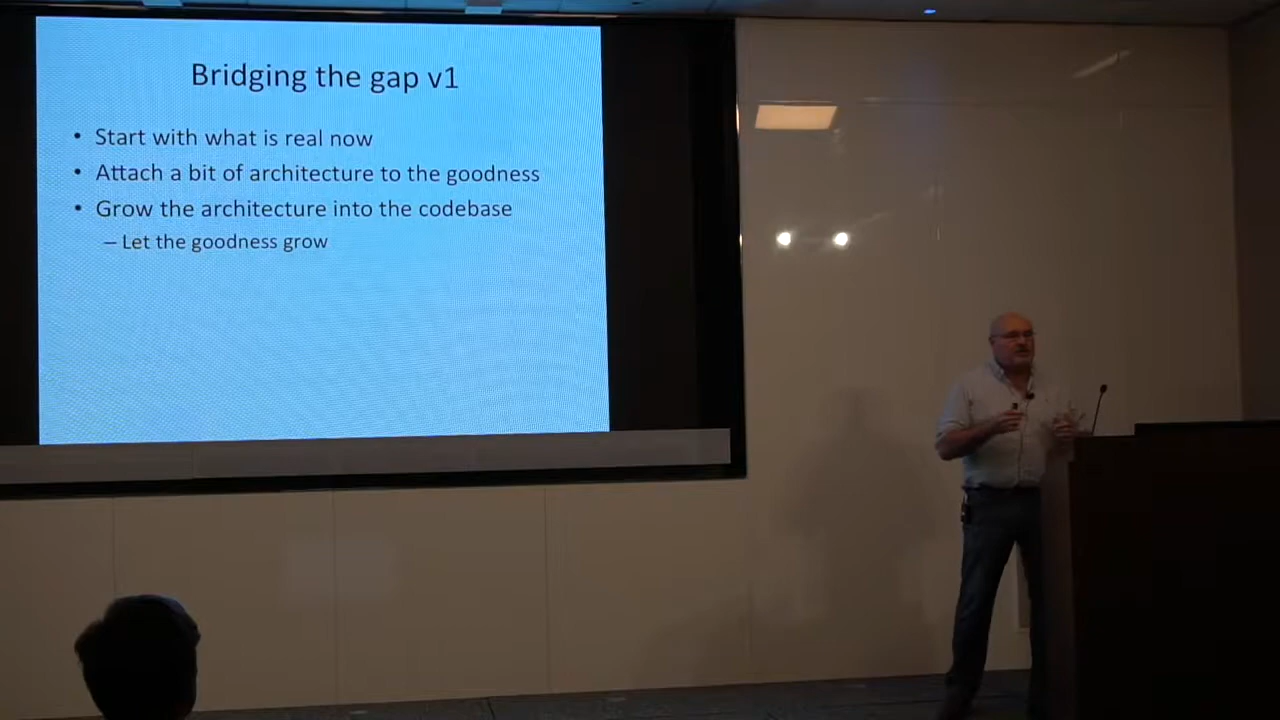 Bridging the gap v1
• Start with what is real now
• Attach a bit of architecture to the goodness
• Grow the architecture into the codebase
– Let the goodness grow